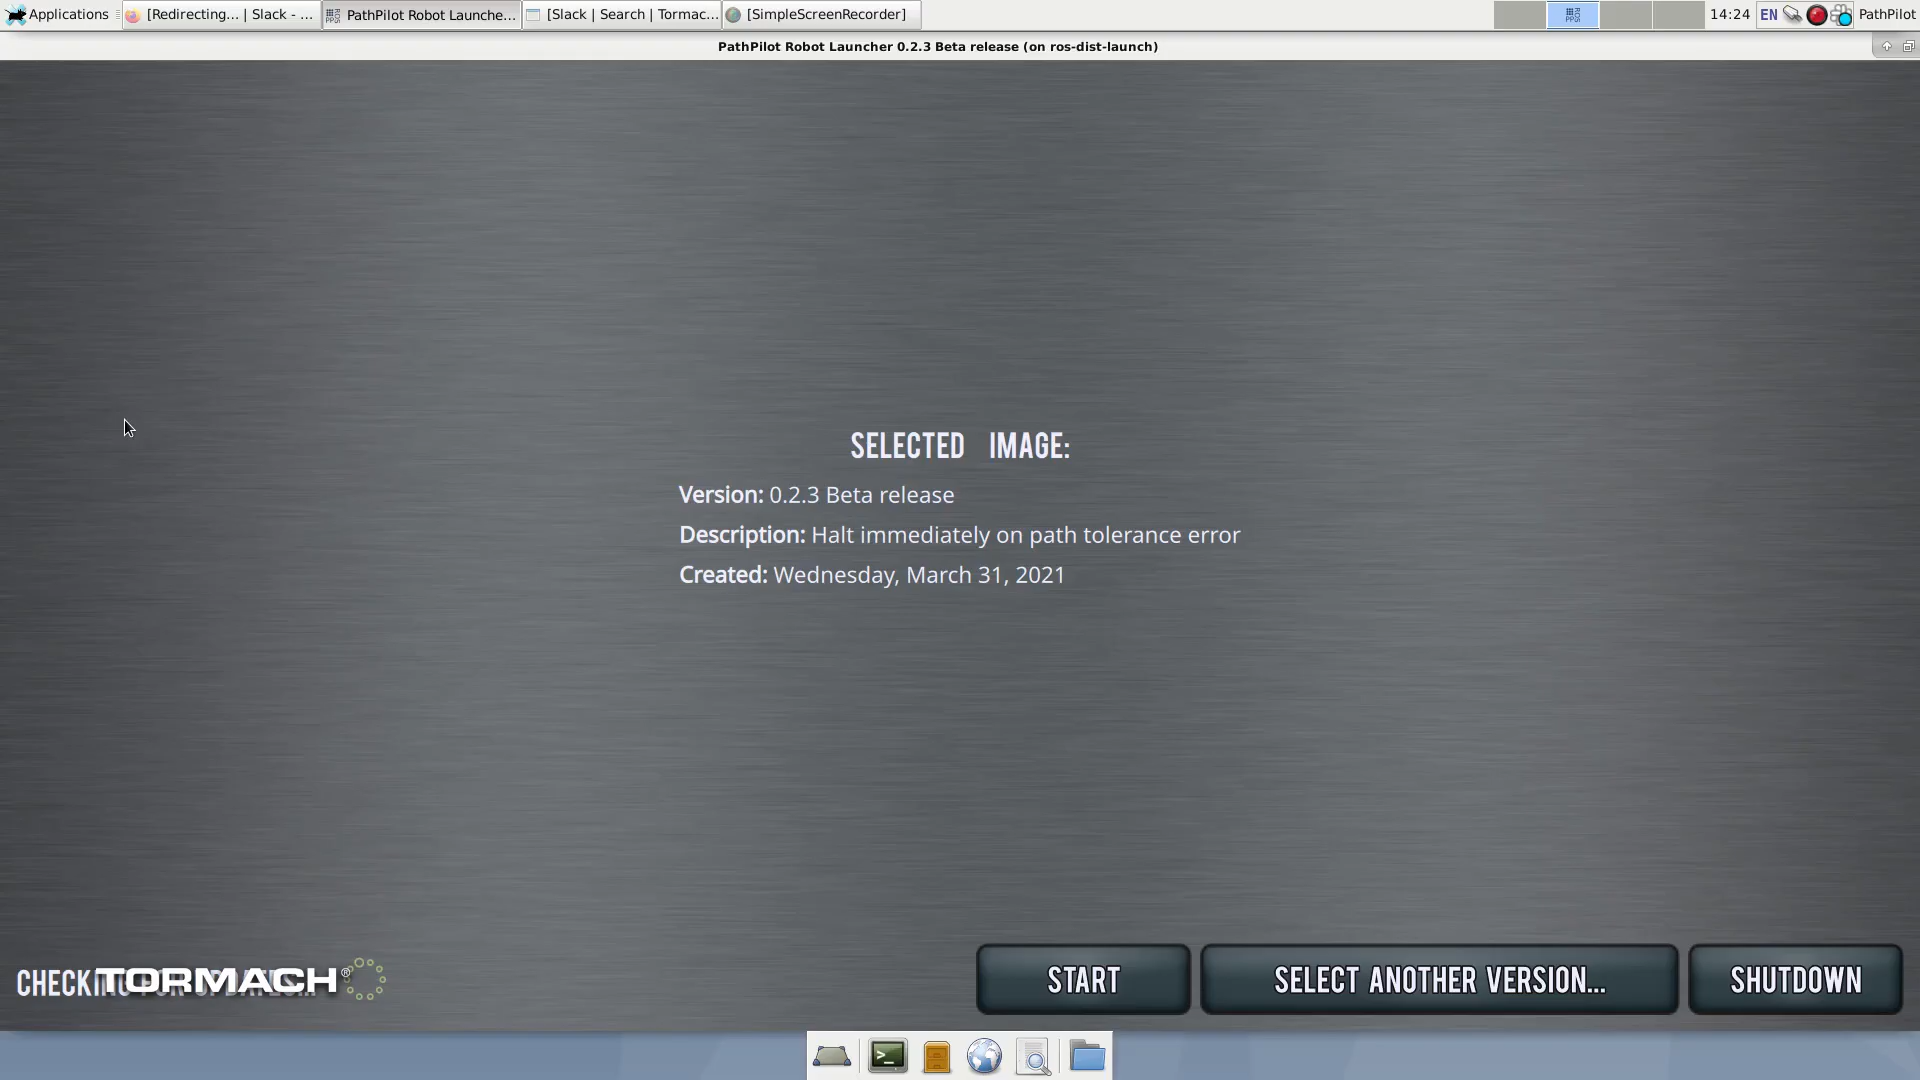 Applications
[Redirecting... | Slack - ...
PathPilot Robot Launche...
[Slack | Search | Tormac...
[SimpleScreenRecorder]
14:24
EN
PathPilot
PathPilot Robot Launcher 0.2.3 Beta release (on ros-dist-launch)
SELECTED IMAGE:
Version: 0.2.3 Beta release
Description: Halt immediately on path tolerance error
Created: Wednesday, March 31, 2021
TORMACH®
START
SELECT ANOTHER VERSION...
SHUTDOWN